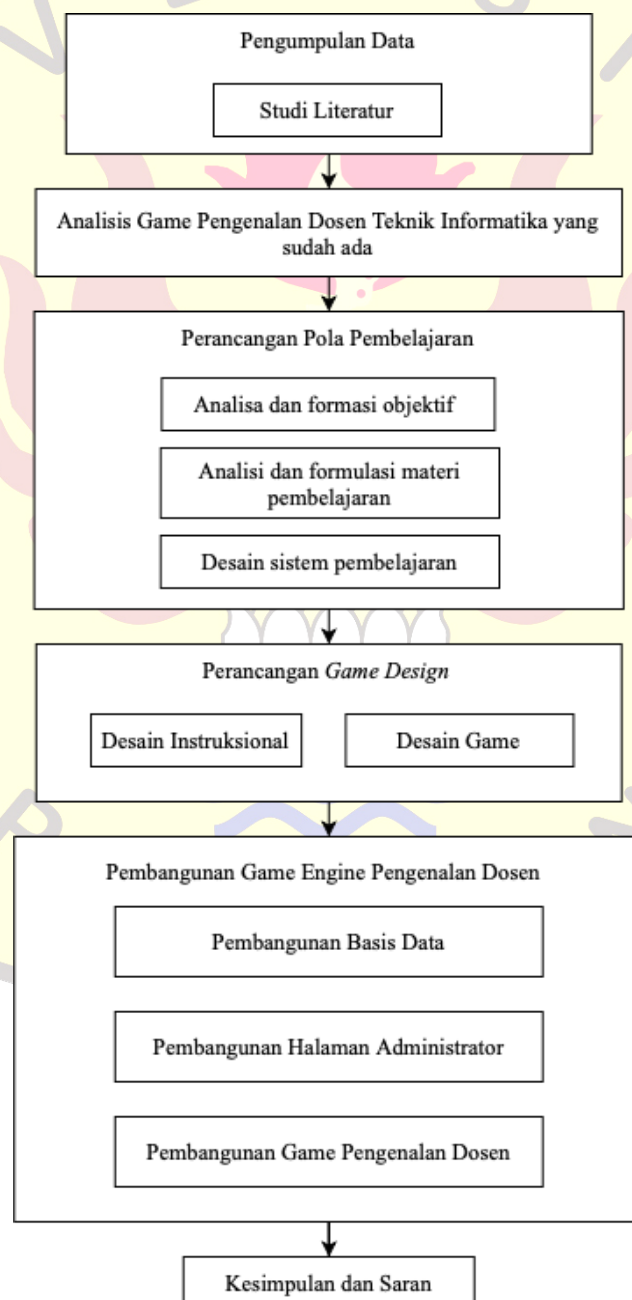 Pengumpulan Data
Studi Literatur
Analisis Game Pengenalan Dosen Teknik Informatika yang
sudah ada
Perancangan Pola Pembelajaran
Analisa dan formasi objektif
Analisi dan formulasi materi
pembelajaran
Desain sistem pembelajaran
Perancangan Game Design
Desain Instruksional
Desain Game
Pembangunan Game Engine Pengenalan Dosen
Pembangunan Basis Data
Pembangunan Halaman Administrator
Pembangunan Game Pengenalan Dosen
Kesimpulan dan Saran